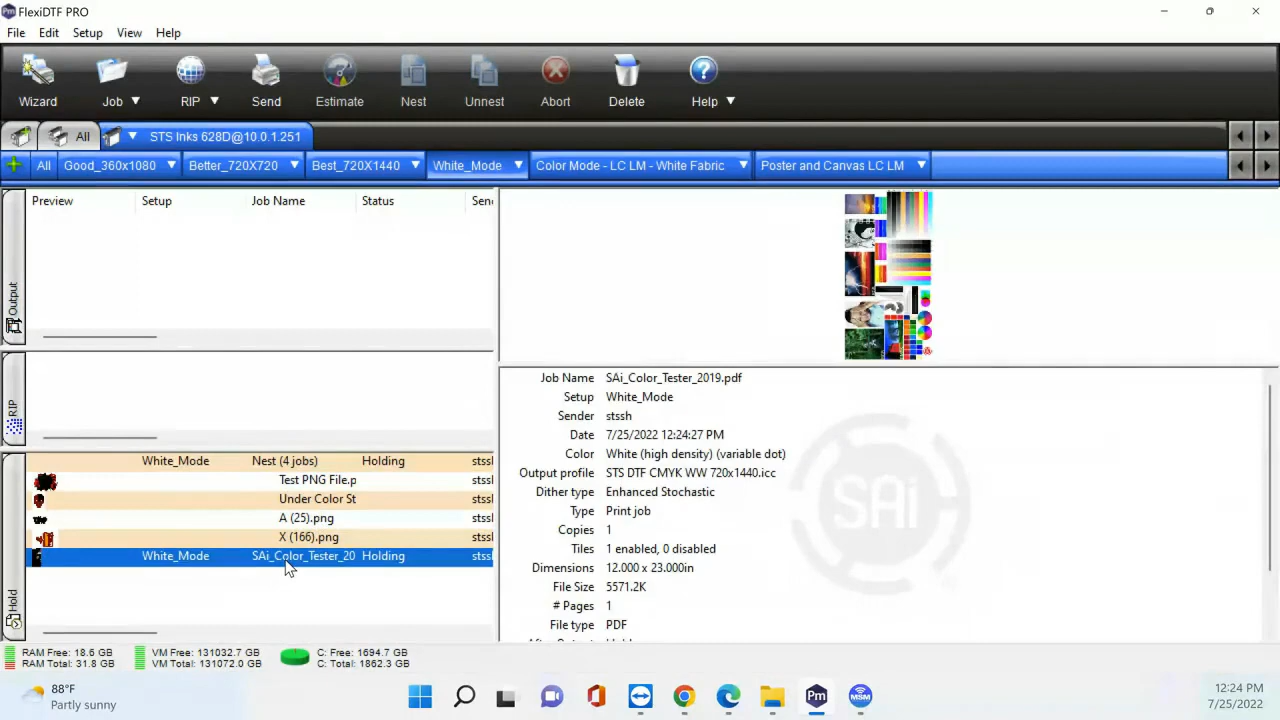 FlexiDTF PRO
File Edit Setup View Help
Wizard Job RIP Send Estimate Nest Unnest Abort Delete Help
All STS Inks 628D@10.0.1.251
All Good_360x1080 Better_720X720 Best_720X1440 White_Mode Color Mode - LC LM - White Fabric Poster and Canvas LC LM
Preview Setup Job Name Status Senc
Output
RIP
Hold
White_Mode Nest (4 jobs) Holding stssl
Test PNG File.p stssl
Under Color St stssl
A (25).png stssl
X (166).png stssl
White_Mode SAi_Color_Tester_20 Holding stssl
Job Name SAi_Color_Tester_2019.pdf
Setup White_Mode
Sender stssh
Date 7/25/2022 12:24:27 PM
Color White (high density) (variable dot)
Output profile STS DTF CMYK WW 720x1440.icc
Dither type Enhanced Stochastic
Type Print job
Copies 1
Tiles 1 enabled, 0 disabled
Dimensions 12.000 x 23.000in
File Size 5571.2K
# Pages 1
File type PDF
SAi
RAM Free: 18.6 GB VM Free: 131032.7 GB C: Free: 1694.7 GB
RAM Total: 31.8 GB VM Total: 131072.0 GB C: Total: 1862.3 GB
88°F
Partly sunny
Pm
MSM
12:24 PM
7/25/2022